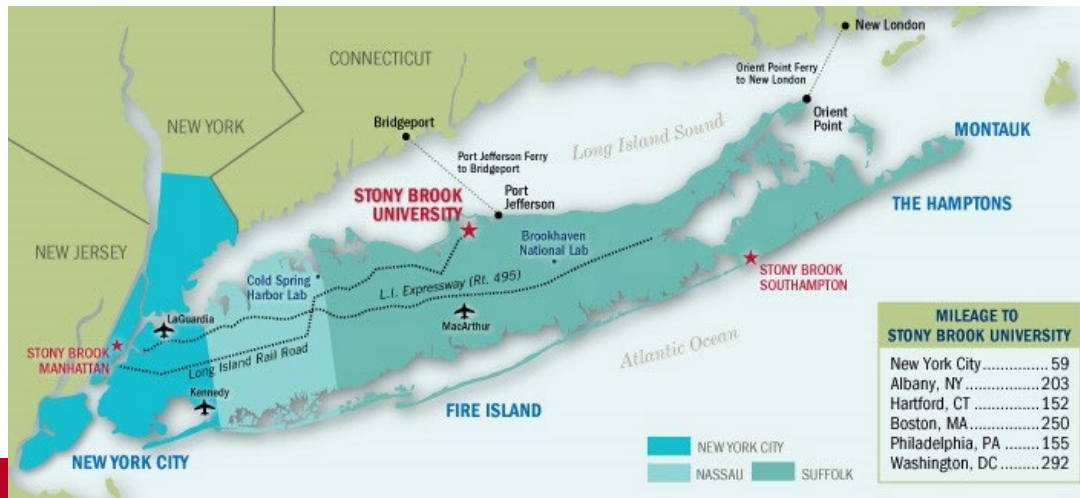 New London
CONNECTICUT
Orient Point Ferry
to New London
NEW YORK
Bridgeport
Long Island Sound
Orient
Point
MONTAUK
Port Jefferson Ferry
to Bridgeport
STONY BROOK
UNIVERSITY
Port
Jefferson
THE HAMPTONS
NEW JERSEY
Brookhaven
National Lab
Cold Spring
Harbor Lab
L.I. Expressway (Rt. 495)
STONY BROOK
SOUTHAMPTON
LaGuardia
MacArthur
STONY BROOK
MANHATTAN
Long Island Rail Road
Atlantic Ocean
Kennedy
FIRE ISLAND
NEW YORK CITY
NEW YORK CITY
NASSAU
SUFFOLK
MILEAGE TO
STONY BROOK UNIVERSITY
New York City............... 59
Albany, NY............... 203
Hartford, CT ............... 152
Boston, MA............... 250
Philadelphia, PA ........... 155
Washington, DC ......... 292